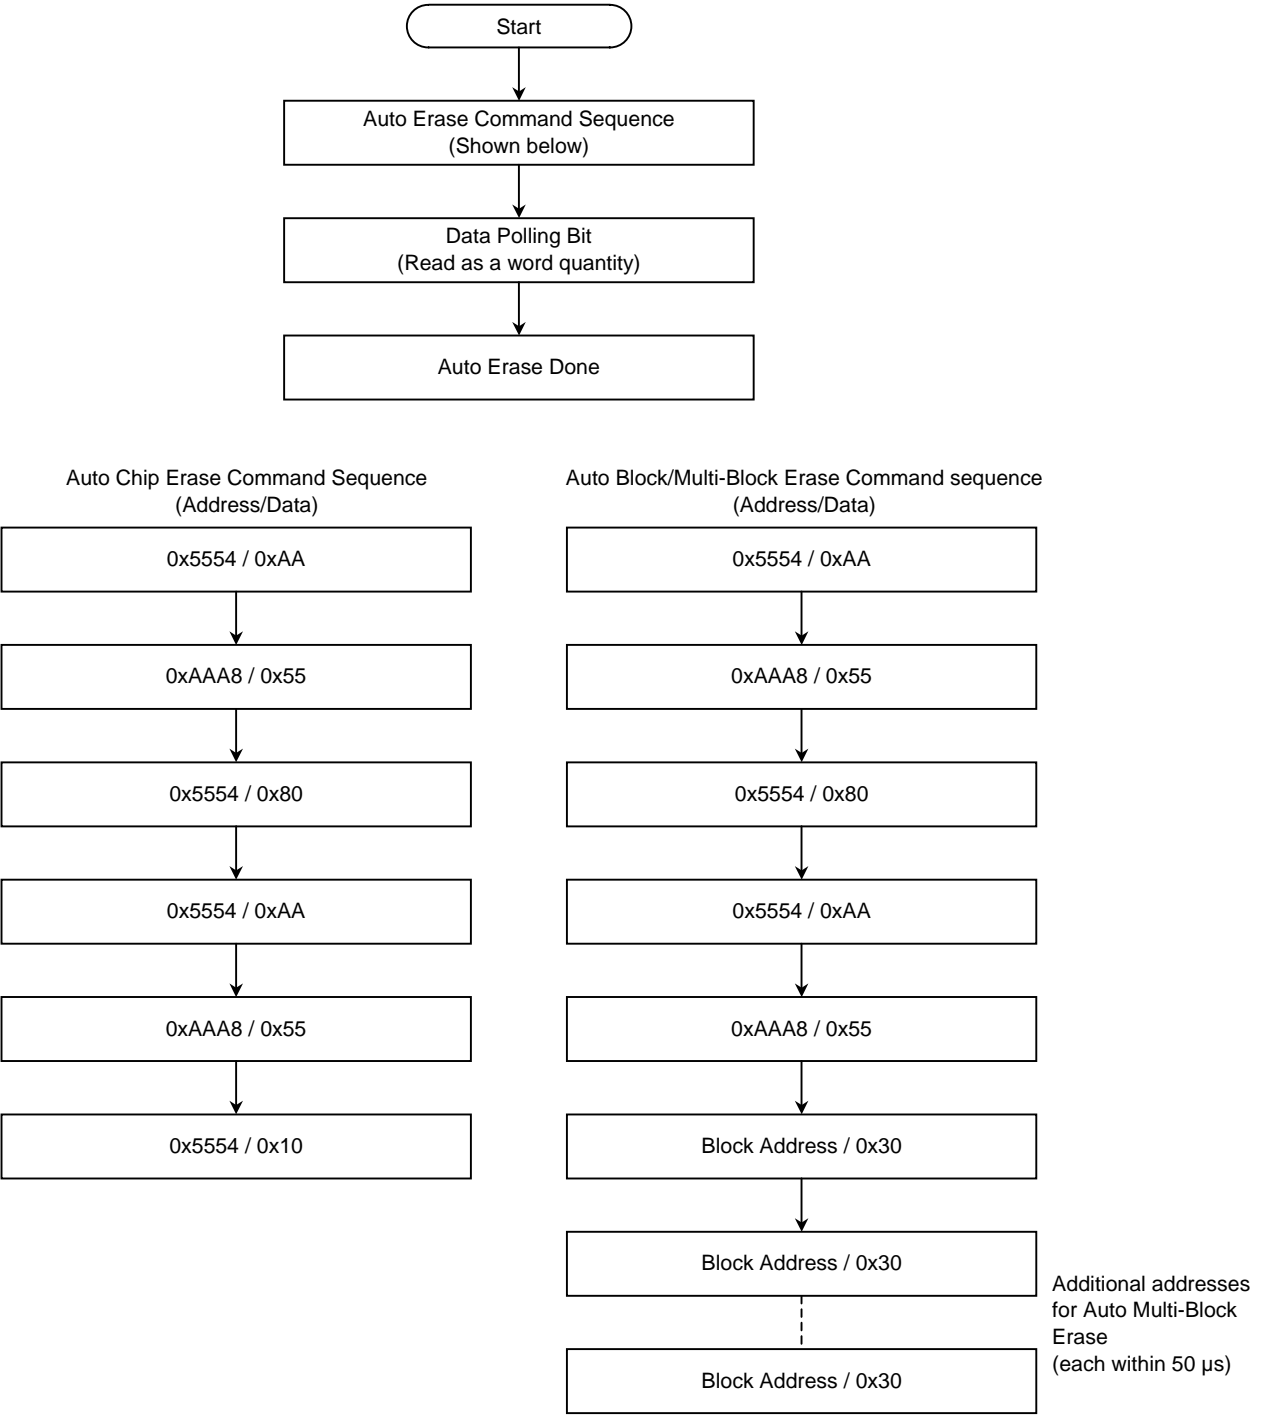 Start
Auto Erase Command Sequence
(Shown below)
Data Polling Bit
(Read as a word quantity)
Auto Erase Done
Auto Chip Erase Command Sequence
(Address/Data)
0x5554 / 0xAA
0xAAA8 / 0x55
0x5554 / 0x80
0x5554 / 0xAA
0xAAA8 / 0x55
0x5554 / 0x10
Auto Block/Multi-Block Erase Command sequence
(Address/Data)
0x5554 / 0xAA
0xAAA8 / 0x55
0x5554 / 0x80
0x5554 / 0xAA
0xAAA8 / 0x55
Block Address / 0x30
Block Address / 0x30
Block Address / 0x30
Additional addresses
for Auto Multi-Block
Erase
(each within 50 μs)